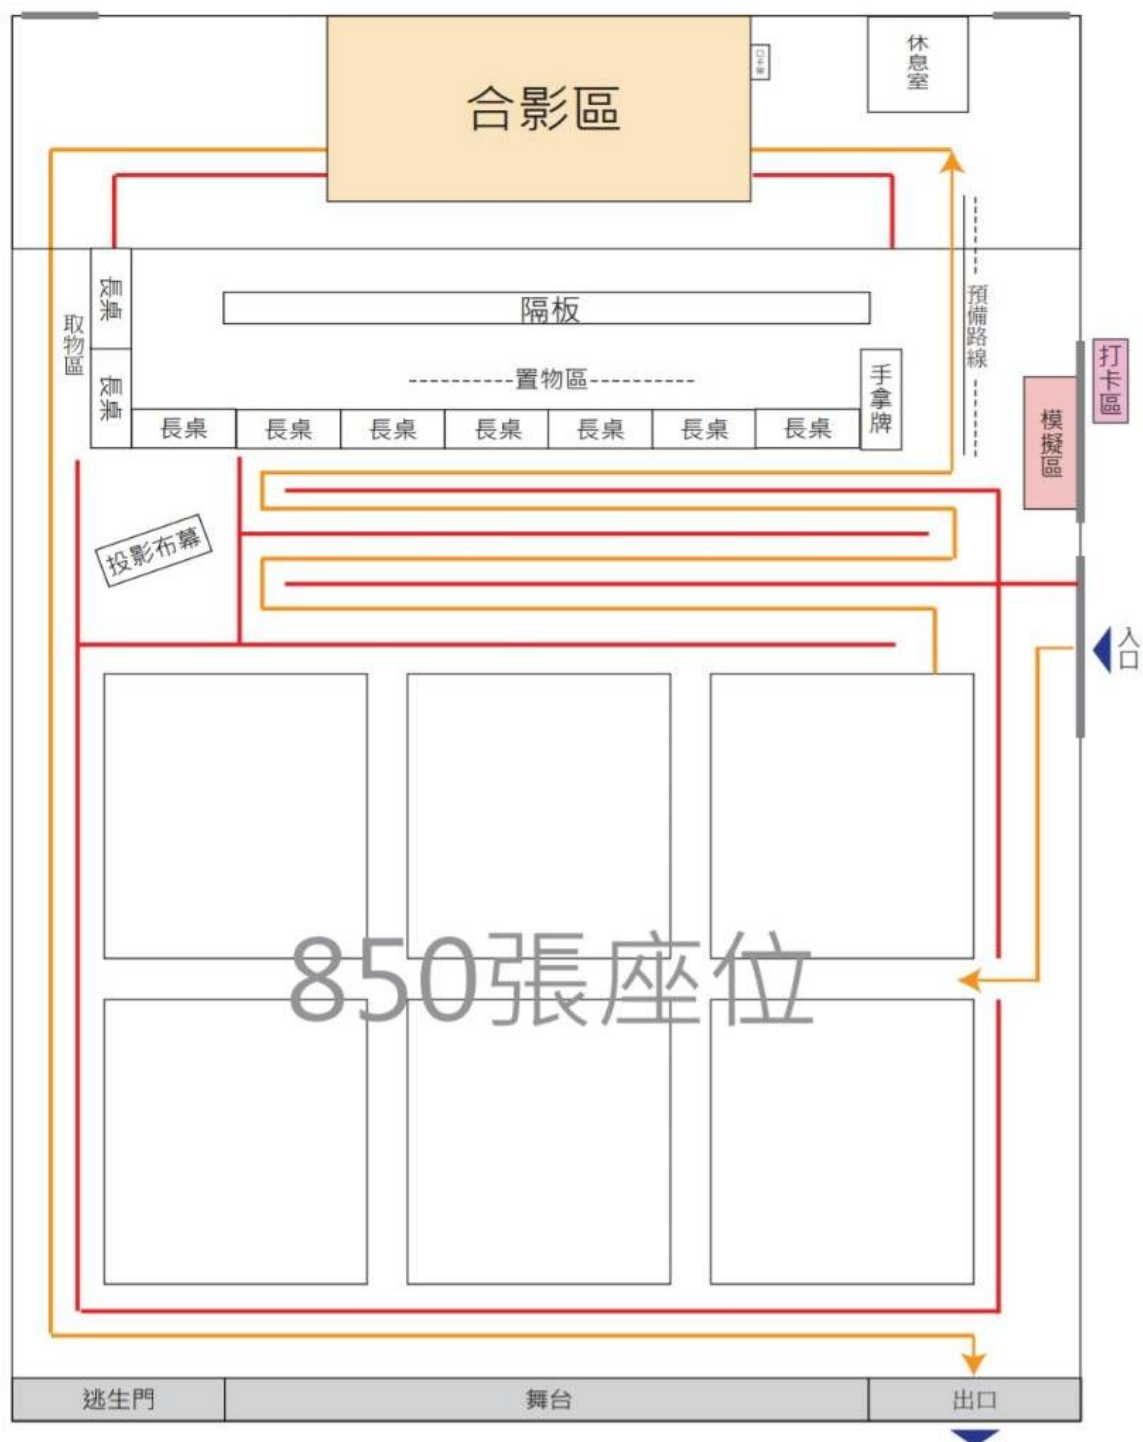 合影區
休息室
隔板
預備路線
長桌
取物區
打卡區
置物區
手拿牌
長桌
模擬區
長桌
長桌
長桌
長桌
長桌
長桌
長桌
投影布幕
入口
850張座位
逃生門
舞台
出口